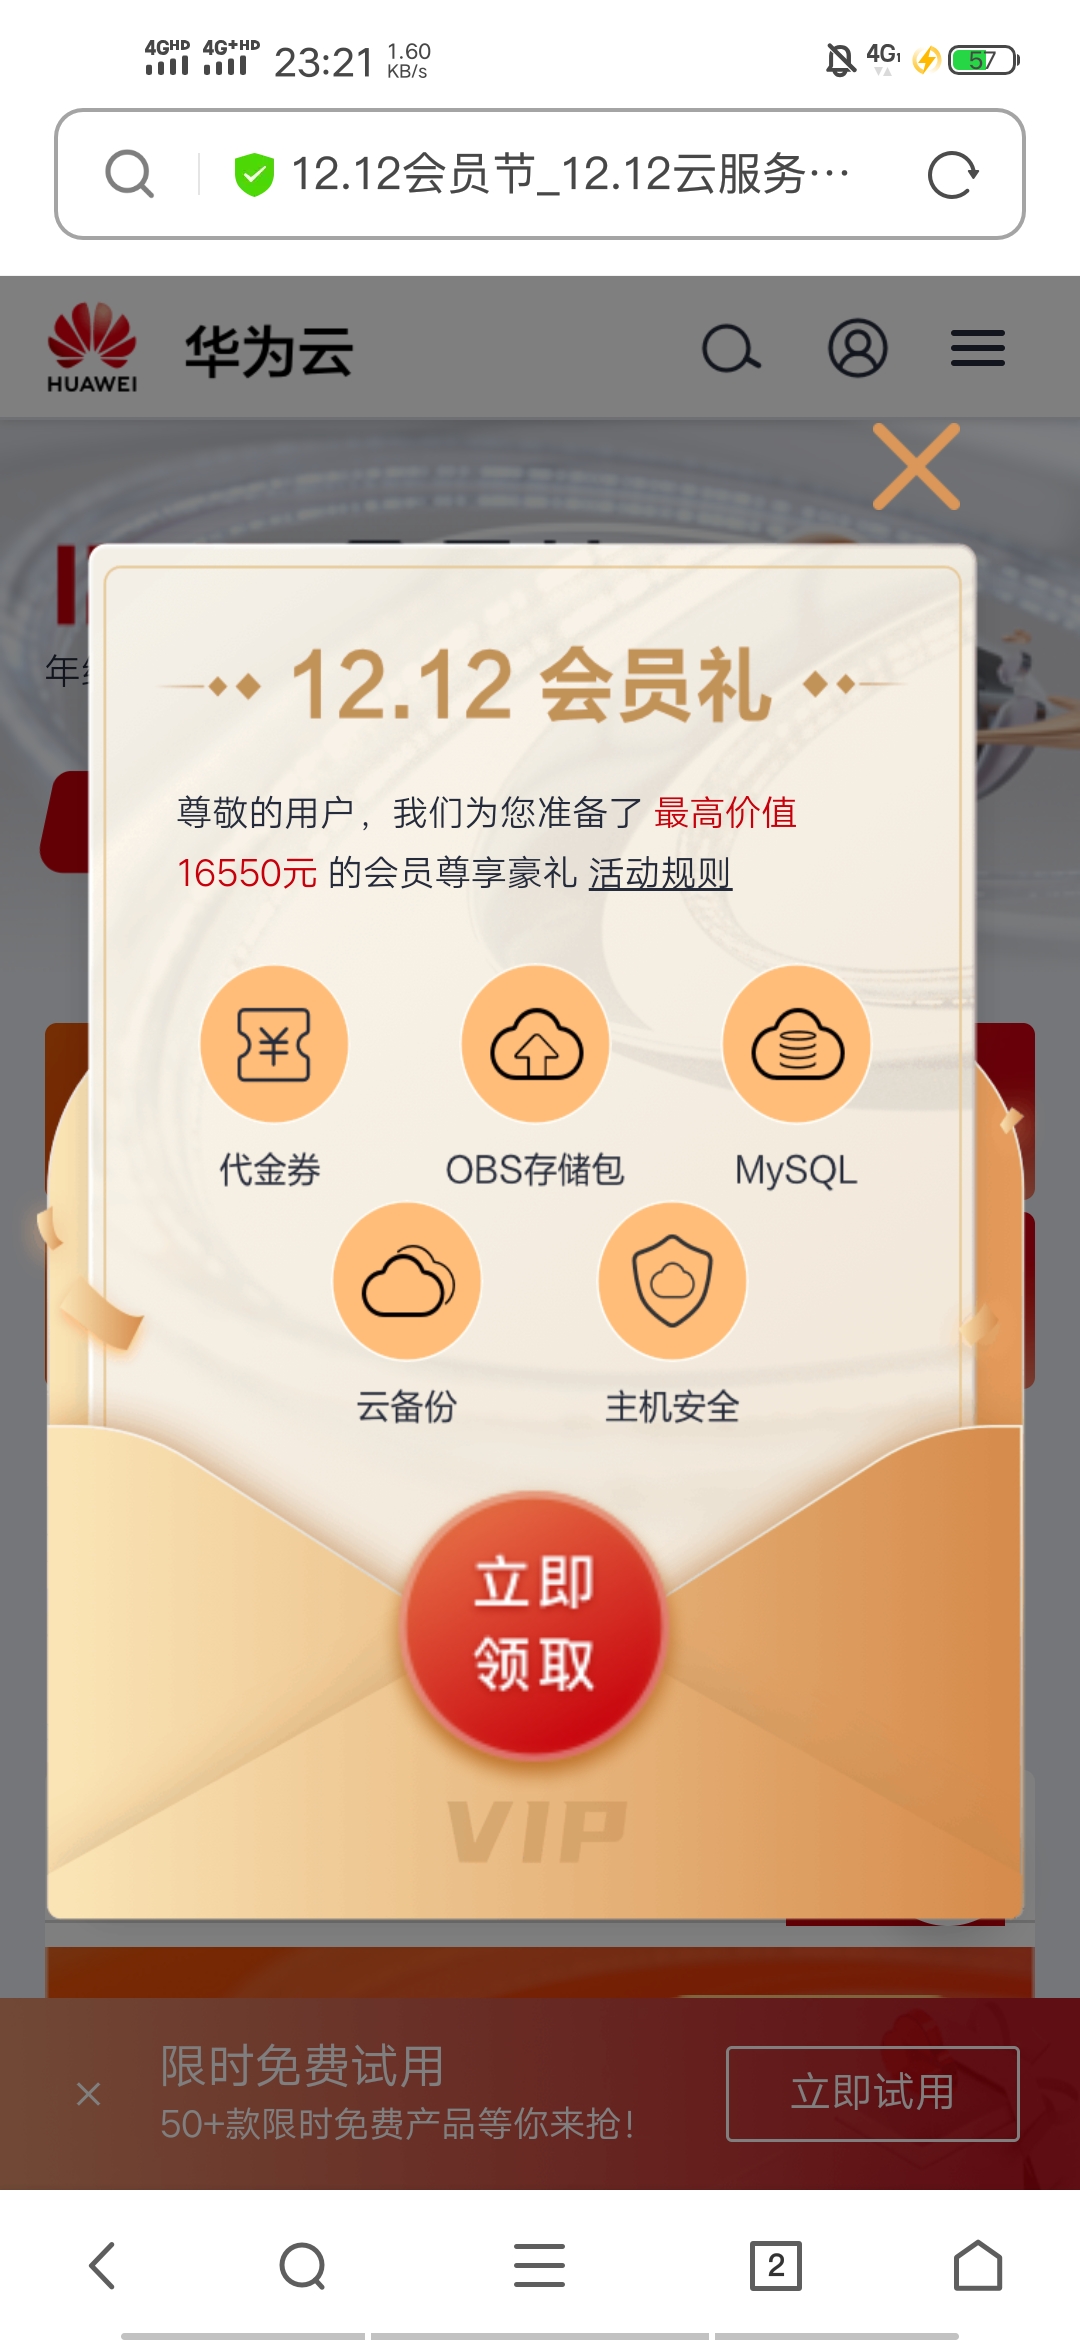 4GHD 4G+HD 23:21 1.60 KB/s 4G1 57
12.12会员节_12.12云服务…
HUAWEI 华为云
12.12 会员礼
尊敬的用户，我们为您准备了 最高价值
16550元 的会员尊享豪礼 活动规则
代金券 OBS存储包 MySQL
云备份 主机安全
立即
领取
VIP
限时免费试用
50+款限时免费产品等你来抢！
立即试用
2